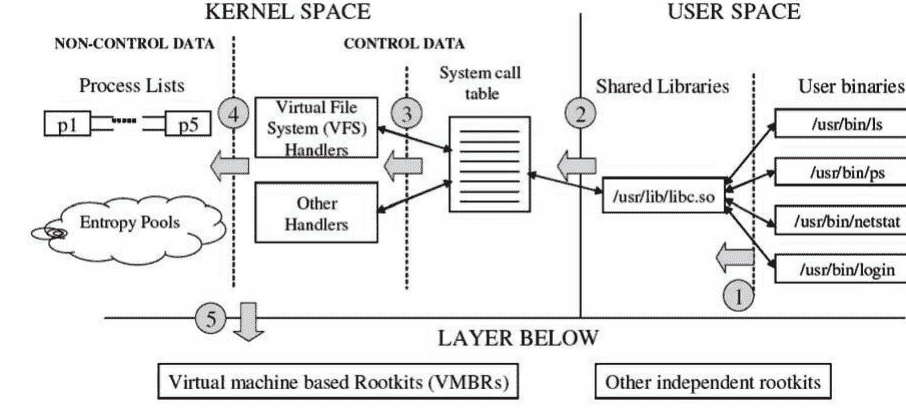 KERNEL SPACE
USER SPACE
NON-CONTROL DATA
CONTROL DATA
Process Lists
System call
table
Shared Libraries
User binaries
p1
p5
4
Virtual File
System (VFS)
Handlers
3
2
/usr/bin/ls
/usr/bin/ps
/usr/lib/libc.so
Other
Handlers
Entropy Pools
/usr/bin/netstat
/usr/bin/login
1
5
LAYER BELOW
Virtual machine based Rootkits (VMBRs)
Other independent rootkits